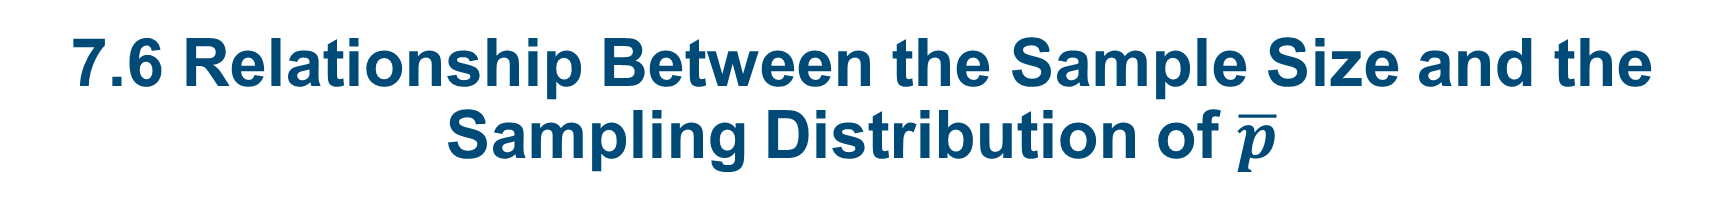 7.6 Relationship Between the Sample Size and the
Sampling Distribution of p̅